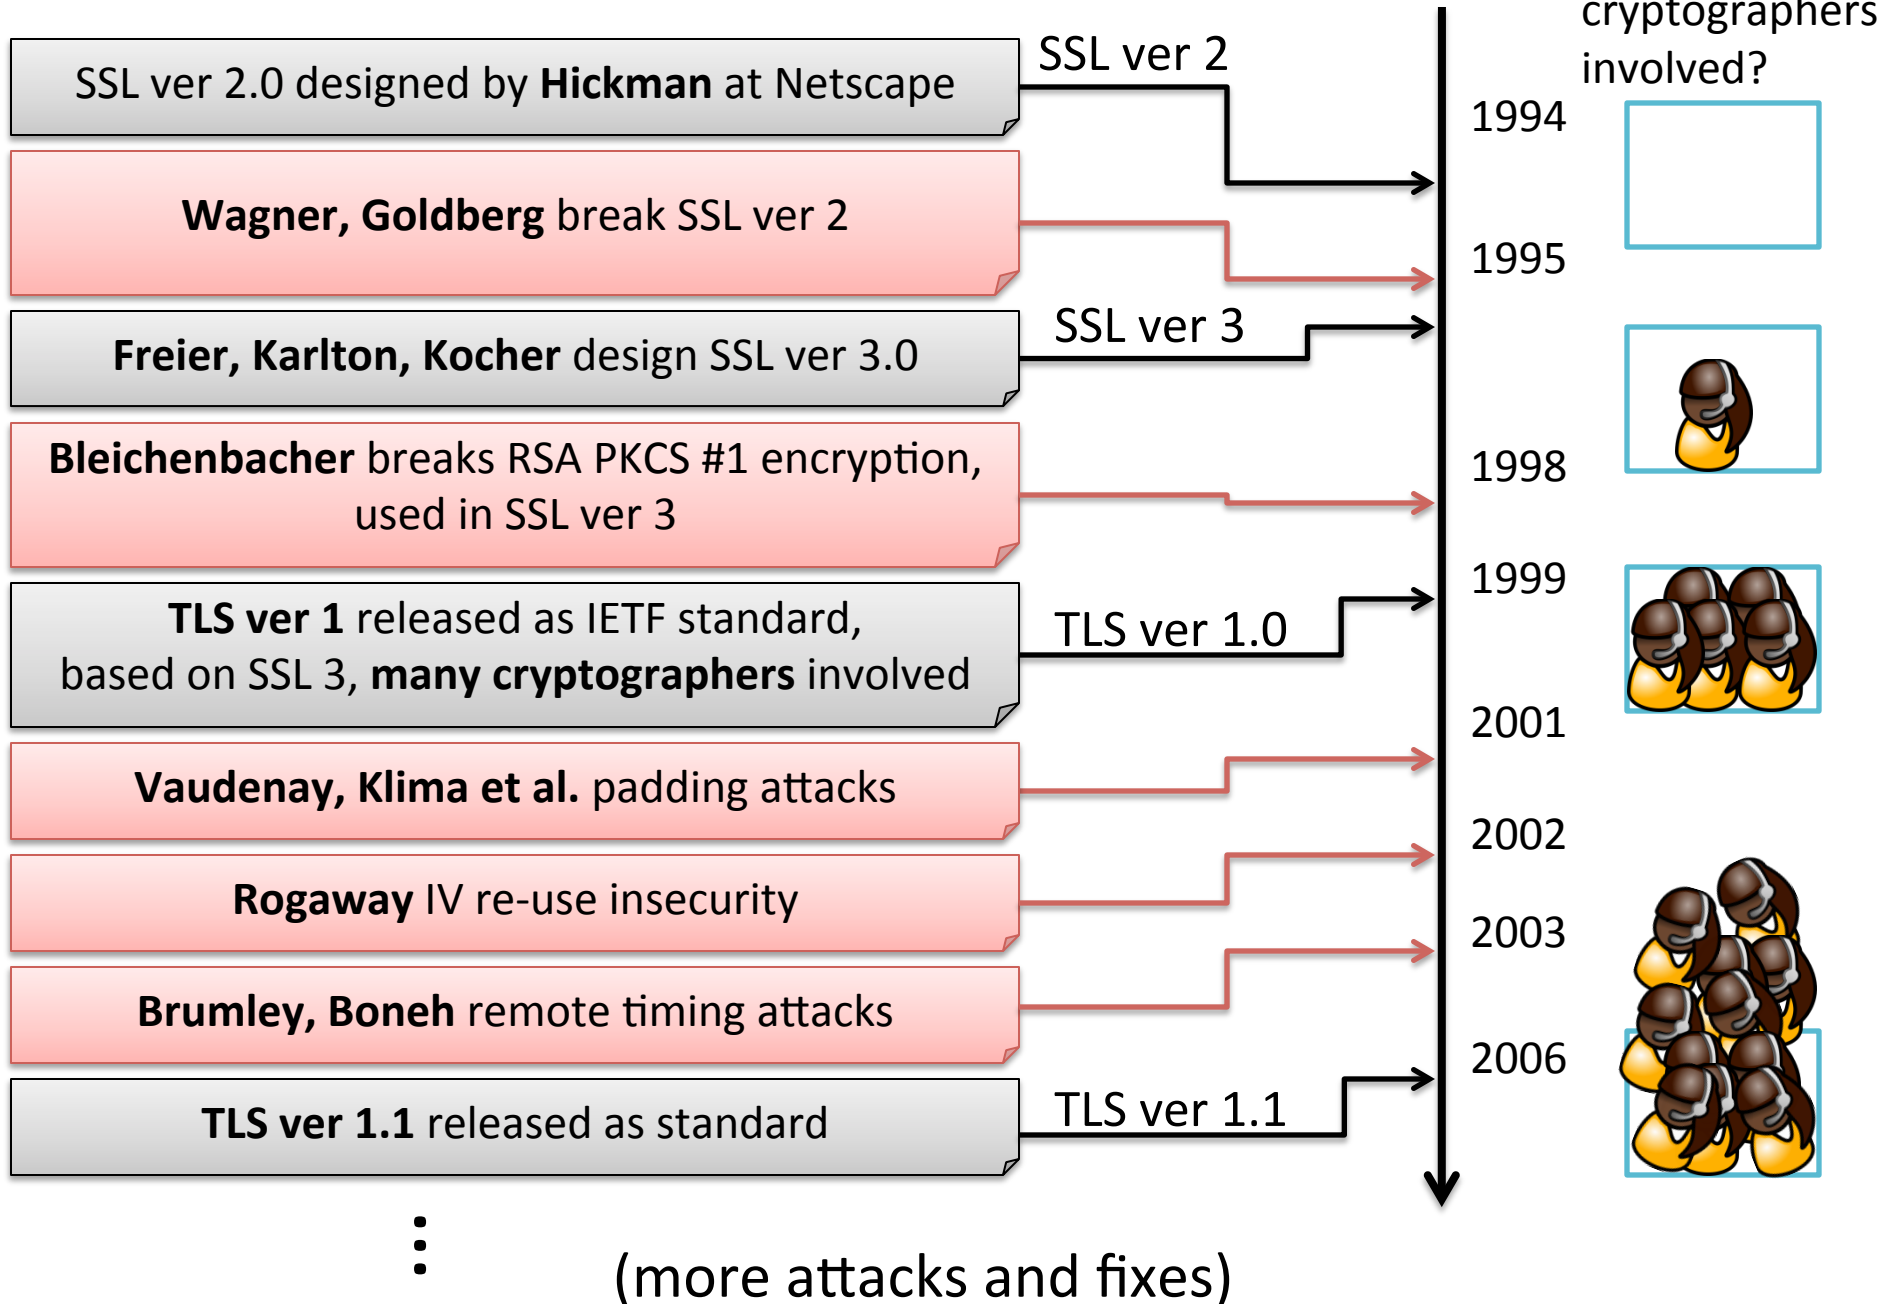 cryptographers
involved?
SSL ver 2.0 designed by Hickman at Netscape
SSL ver 2
1994
Wagner, Goldberg break SSL ver 2
1995
Freier, Karlton, Kocher design SSL ver 3.0
SSL ver 3
Bleichenbacher breaks RSA PKCS #1 encryption,
used in SSL ver 3
1998
1999
TLS ver 1 released as IETF standard,
based on SSL 3, many cryptographers involved
TLS ver 1.0
2001
Vaudenay, Klima et al. padding attacks
2002
Rogaway IV re-use insecurity
2003
Brumley, Boneh remote timing attacks
2006
TLS ver 1.1 released as standard
TLS ver 1.1
⋮
(more attacks and fixes)